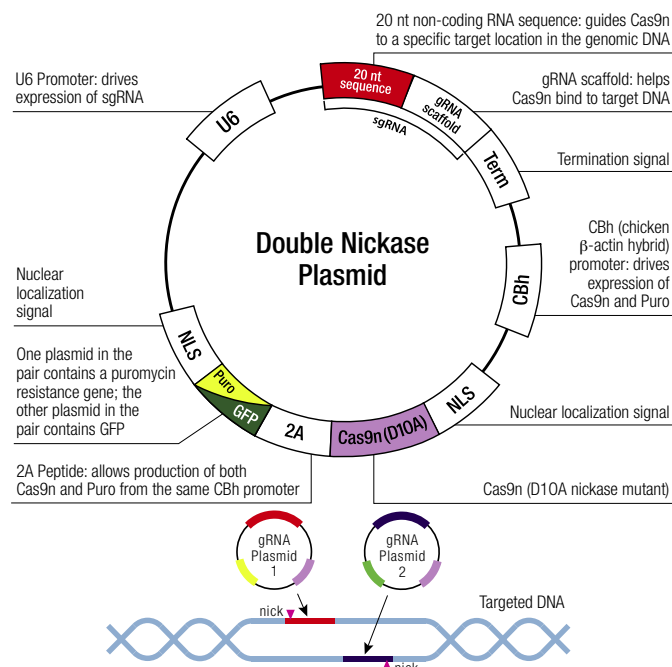 20 nt non-coding RNA sequence: guides Cas9n
to a specific target location in the genomic DNA
U6 Promoter: drives
expression of sgRNA
gRNA scaffold: helps
Cas9n bind to target DNA
20 nt
sequence
gRNA
scaffold
sgRNA
U6
Term
Termination signal
Double Nickase
Plasmid
CBh (chicken
β-actin hybrid)
promoter: drives
expression of
Cas9n and Puro
CBh
Nuclear
localization
signal
NLS
One plasmid in the
pair contains a puromycin
resistance gene; the
other plasmid in the
pair contains GFP
Puro
GFP
2A
Cas9n (D10A)
NLS
Nuclear localization signal
2A Peptide: allows production of both
Cas9n and Puro from the same CBh promoter
Cas9n (D10A nickase mutant)
gRNA
Plasmid
1
gRNA
Plasmid
2
nick
Targeted DNA
nick